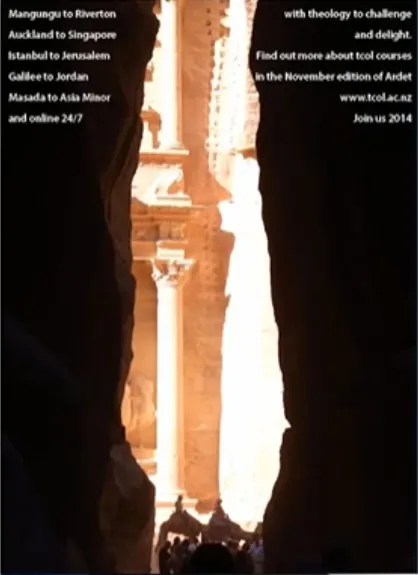 Mangungu to Riverton
Auckland to Singapore
Istanbul to Jerusalem
Galilee to Jordan
Masada to Asia Minor
and online 24/7
with theology to challenge
and delight.
Find out more about tcol courses
in the November edition of Ardet
www.tcol.ac.nz
Join us 2014